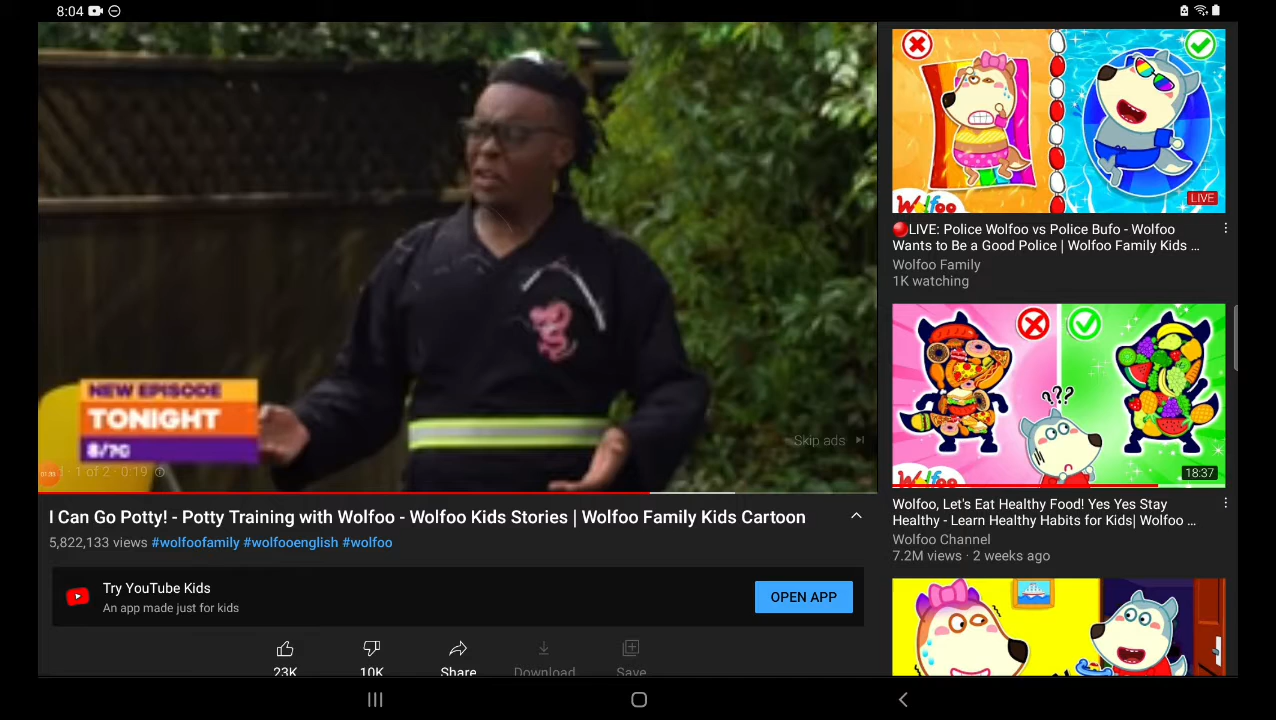 8:04
NEW EPISODE
TONIGHT
8/7C
Skip ads
1 of 2 · 0:19
I Can Go Potty! - Potty Training with Wolfoo - Wolfoo Kids Stories | Wolfoo Family Kids Cartoon
5,822,133 views #wolfoofamily #wolfooenglish #wolfoo
Try YouTube Kids
An app made just for kids
OPEN APP
23K
10K
Share
Download
Save
Wolfoo
LIVE
LIVE: Police Wolfoo vs Police Bufo - Wolfoo
Wants to Be a Good Police | Wolfoo Family Kids ...
Wolfoo Family
1K watching
???
Wolfoo
18:37
Wolfoo, Let's Eat Healthy Food! Yes Yes Stay
Healthy - Learn Healthy Habits for Kids| Wolfoo ...
Wolfoo Channel
7.2M views · 2 weeks ago